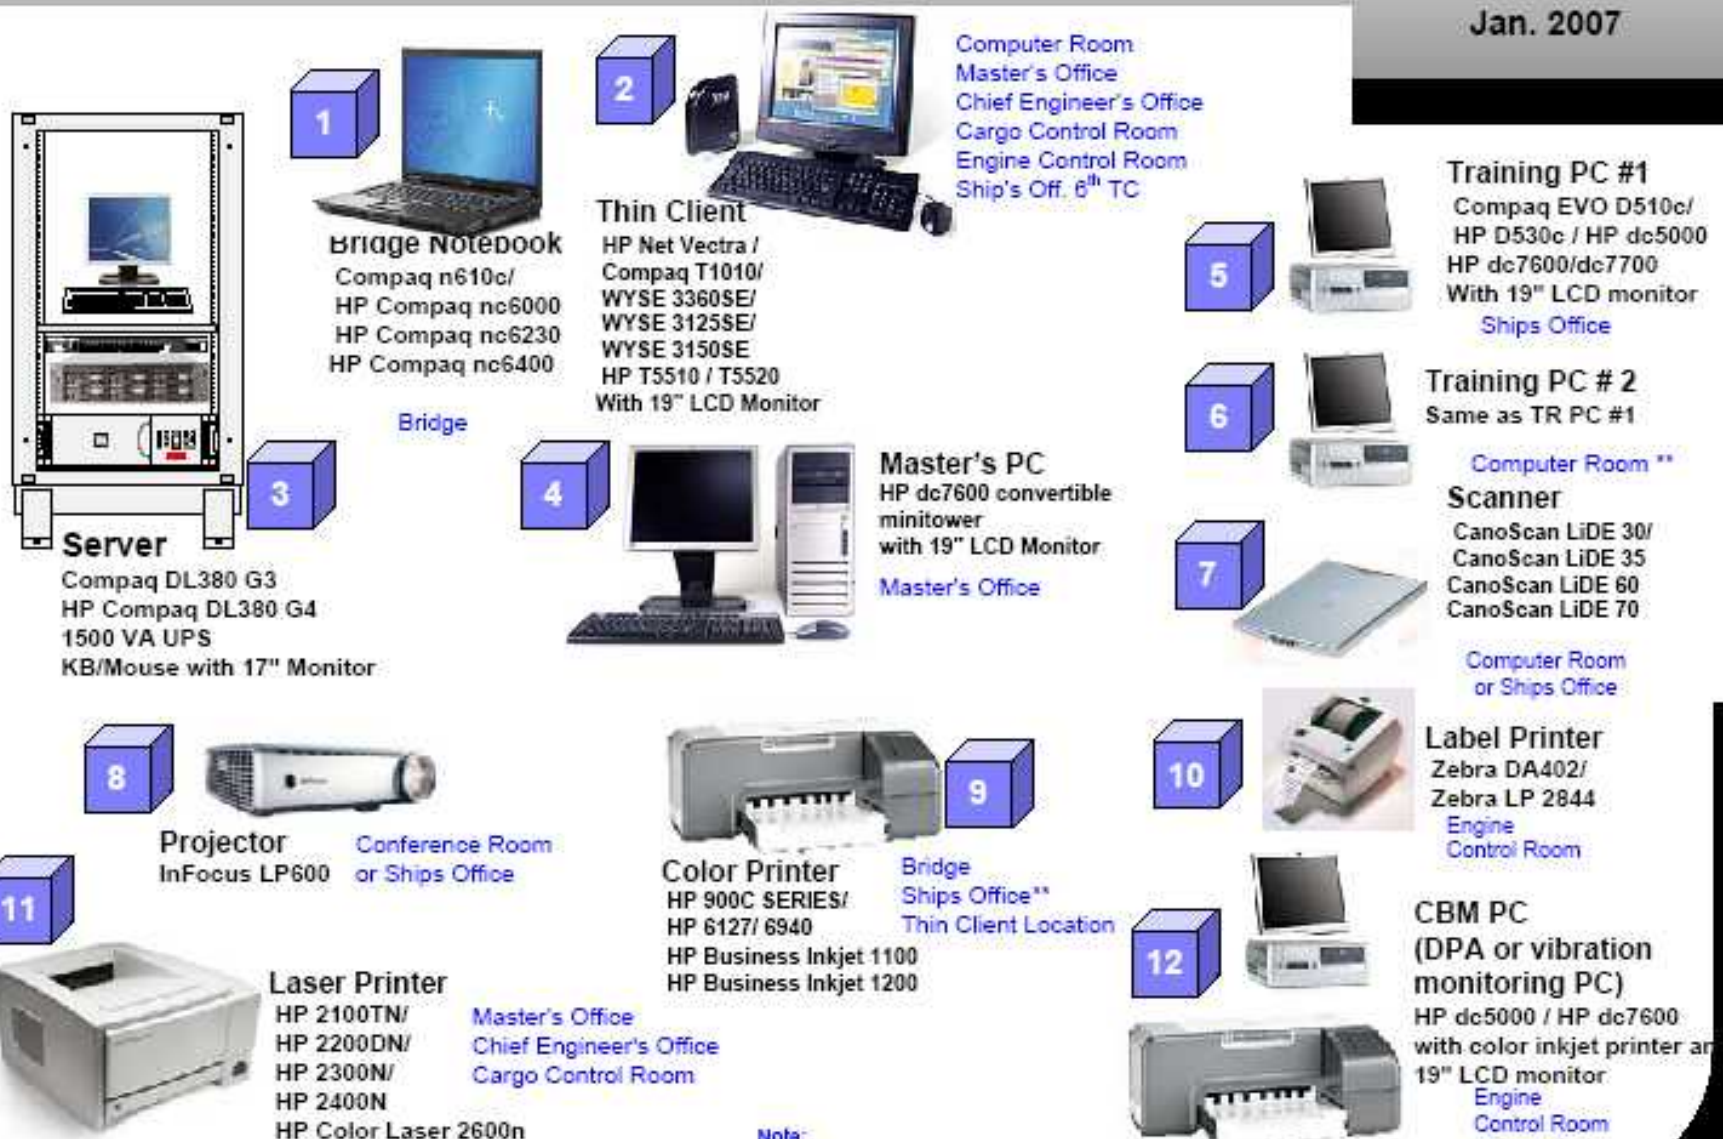 Jan. 2007
1
Bridge Notebook
Compaq n610c/
HP Compaq nc6000
HP Compaq nc6230
HP Compaq nc6400
Bridge
2
Computer Room
Master's Office
Chief Engineer's Office
Cargo Control Room
Engine Control Room
Ship's Off. 6th TC
Thin Client
HP Net Vectra /
Compaq T1010/
WYSE 3360SE/
WYSE 3125SE/
WYSE 3150SE
HP T5510 / T5520
With 19" LCD Monitor
3
Server
Compaq DL380 G3
HP Compaq DL380 G4
1500 VA UPS
KB/Mouse with 17" Monitor
4
Master's PC
HP dc7600 convertible
minitower
with 19" LCD Monitor
Master's Office
5
Training PC #1
Compaq EVO D510c/
HP D530c / HP dc5000
HP dc7600/dc7700
With 19" LCD monitor
Ships Office
6
Training PC # 2
Same as TR PC #1
Computer Room **
7
Scanner
CanoScan LiDE 30/
CanoScan LiDE 35
CanoScan LiDE 60
CanoScan LiDE 70
Computer Room
or Ships Office
8
Projector
InFocus LP600
Conference Room
or Ships Office
9
Color Printer
HP 900C SERIES/
HP 6127/ 6940
HP Business Inkjet 1100
HP Business Inkjet 1200
Bridge
Ships Office**
Thin Client Location
10
Label Printer
Zebra DA402/
Zebra LP 2844
Engine
Control Room
11
Laser Printer
HP 2100TN/
HP 2200DN/
HP 2300N/
HP 2400N
HP Color Laser 2600n
Master's Office
Chief Engineer's Office
Cargo Control Room
12
CBM PC
(DPA or vibration
monitoring PC)
HP dc5000 / HP dc7600
with color inkjet printer an
19" LCD monitor
Engine
Control Room
Note: